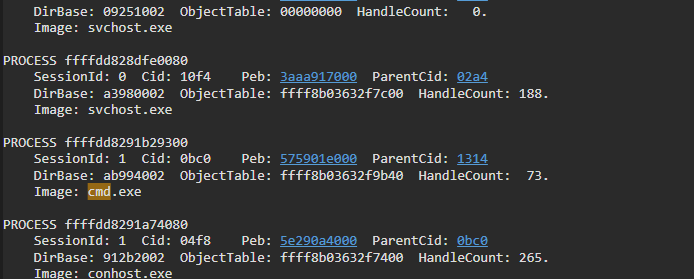 DirBase: 09251002 ObjectTable: 00000000 HandleCount: 0.
Image: svchost.exe
PROCESS ffffdd828dfe0080
SessionId: 0 Cid: 10f4 Peb: 3aaa917000 ParentCid: 02a4
DirBase: a3980002 ObjectTable: ffff8b03632f7c00 HandleCount: 188.
Image: svchost.exe
PROCESS ffffdd8291b29300
SessionId: 1 Cid: 0bc0 Peb: 575901e000 ParentCid: 1314
DirBase: ab994002 ObjectTable: ffff8b03632f9b40 HandleCount: 73.
Image: cmd.exe
PROCESS ffffdd8291a74080
SessionId: 1 Cid: 04f8 Peb: 5e290a4000 ParentCid: 0bc0
DirBase: 912b2002 ObjectTable: ffff8b03632f7400 HandleCount: 265.
Image: conhost.exe